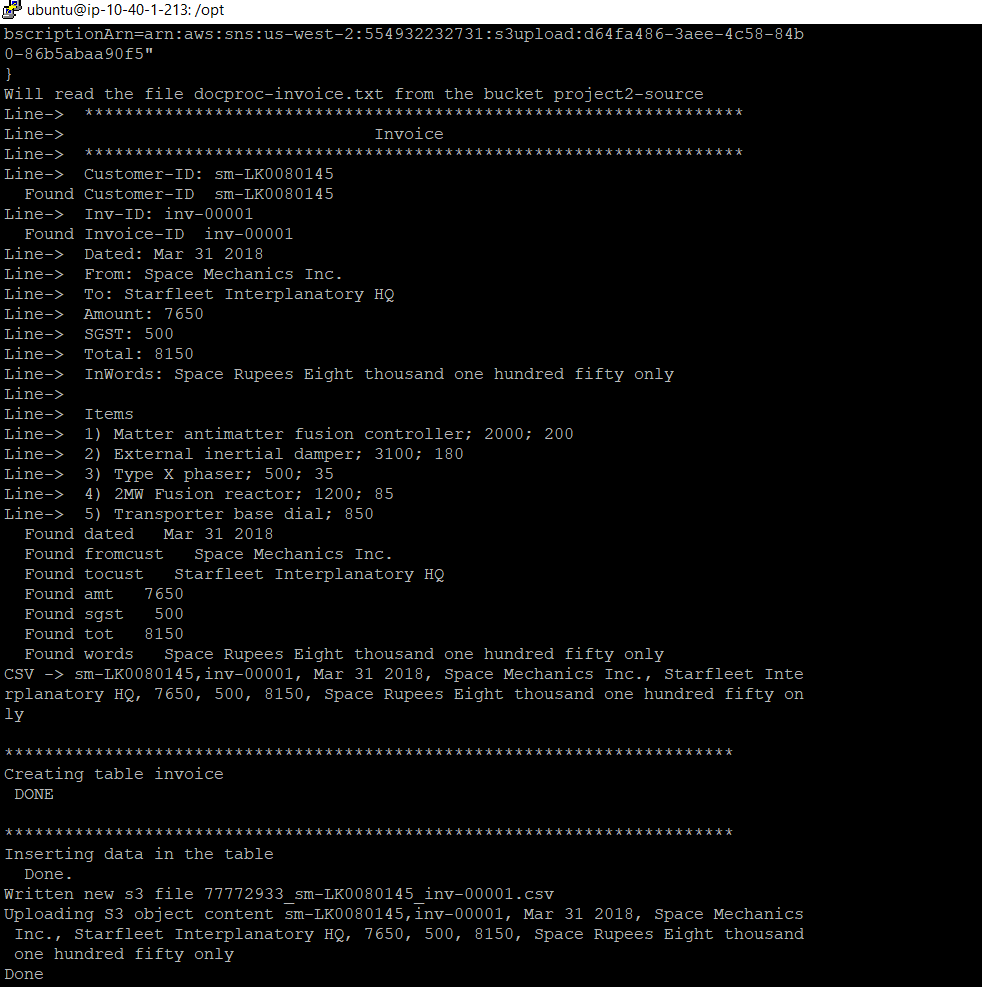 ubuntu@ip-10-40-1-213: /opt
bscriptionArn=arn:aws:sns:us-west-2:554932232731:s3upload:d64fa486-3aee-4c58-84b
0-86b5abaa90f5"
}
Will read the file docproc-invoice.txt from the bucket project2-source
Line->  ******************************************************************
Line->                               Invoice
Line->  ******************************************************************
Line->  Customer-ID: sm-LK0080145
  Found Customer-ID  sm-LK0080145
Line->  Inv-ID: inv-00001
  Found Invoice-ID  inv-00001
Line->  Dated: Mar 31 2018
Line->  From: Space Mechanics Inc.
Line->  To: Starfleet Interplanatory HQ
Line->  Amount: 7650
Line->  SGST: 500
Line->  Total: 8150
Line->  InWords: Space Rupees Eight thousand one hundred fifty only
Line->
Line->  Items
Line->  1) Matter antimatter fusion controller; 2000; 200
Line->  2) External inertial damper; 3100; 180
Line->  3) Type X phaser; 500; 35
Line->  4) 2MW Fusion reactor; 1200; 85
Line->  5) Transporter base dial; 850
  Found dated   Mar 31 2018
  Found fromcust   Space Mechanics Inc.
  Found tocust   Starfleet Interplanatory HQ
  Found amt   7650
  Found sgst   500
  Found tot   8150
  Found words   Space Rupees Eight thousand one hundred fifty only
CSV -> sm-LK0080145,inv-00001, Mar 31 2018, Space Mechanics Inc., Starfleet Inte
rplanatory HQ, 7650, 500, 8150, Space Rupees Eight thousand one hundred fifty on
ly
*************************************************************************
Creating table invoice
 DONE
*************************************************************************
Inserting data in the table
  Done.
Written new s3 file 77772933_sm-LK0080145_inv-00001.csv
Uploading S3 object content sm-LK0080145,inv-00001, Mar 31 2018, Space Mechanics
 Inc., Starfleet Interplanatory HQ, 7650, 500, 8150, Space Rupees Eight thousand
 one hundred fifty only
Done